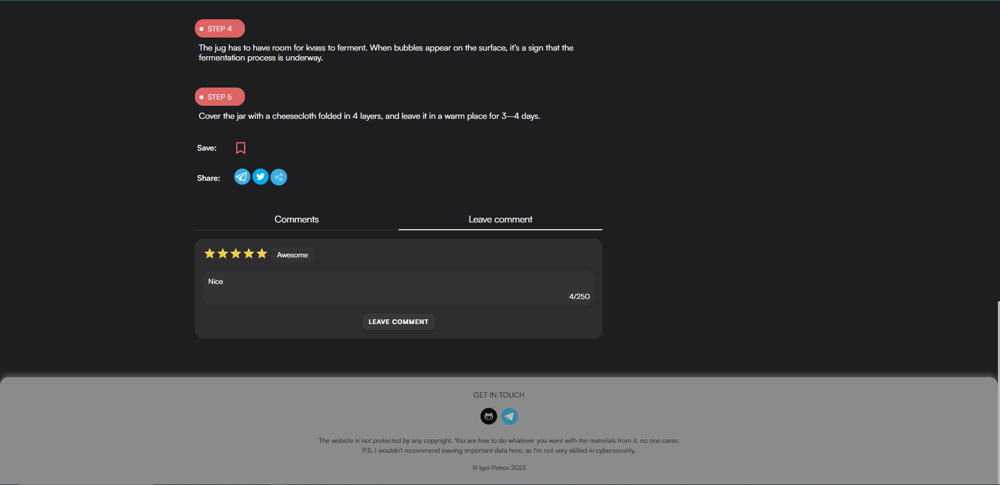 STEP 4
The jug has to have room for kvass to ferment. When bubbles appear on the surface, it’s a sign that the
fermentation process is underway.
STEP 5
Cover the jar with a cheesecloth folded in 4 layers, and leave it in a warm place for 3—4 days.
Save:
Share:
Comments
Leave comment
Awesome
Nice
4/250
LEAVE COMMENT
GET IN TOUCH
The website is not protected by any copyright. You are free to do whatever you want with the materials from it, no one cares.
P.S. I wouldn't recommend leaving important data here, as I'm not very skilled in cybersecurity.
© Igor Petrov 2023